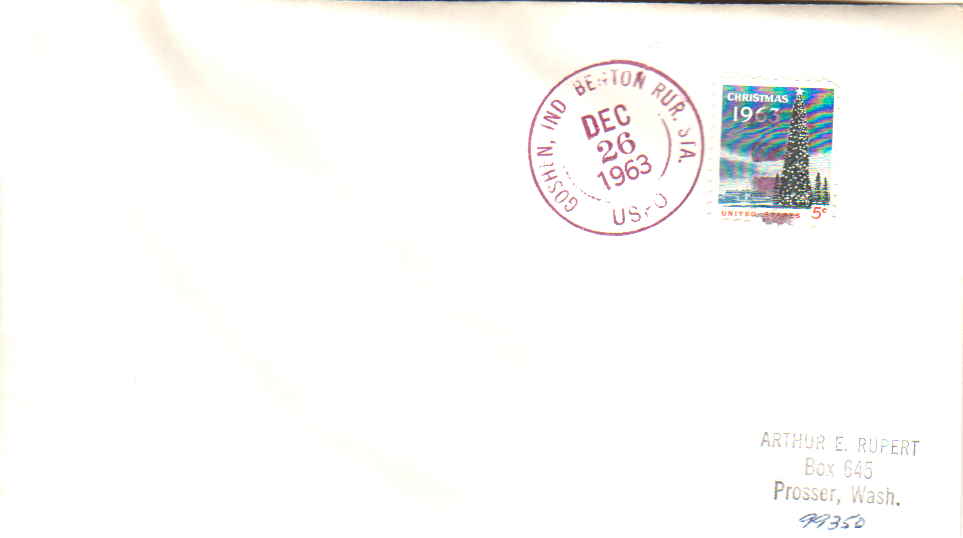 GOSHEN, IND BENTON RUR. STA.
DEC
26
1963
USPO
CHRISTMAS
1963
UNITED STATES 5¢
ARTHUR E. RUPERT
Box 645
Prosser, Wash.
99350